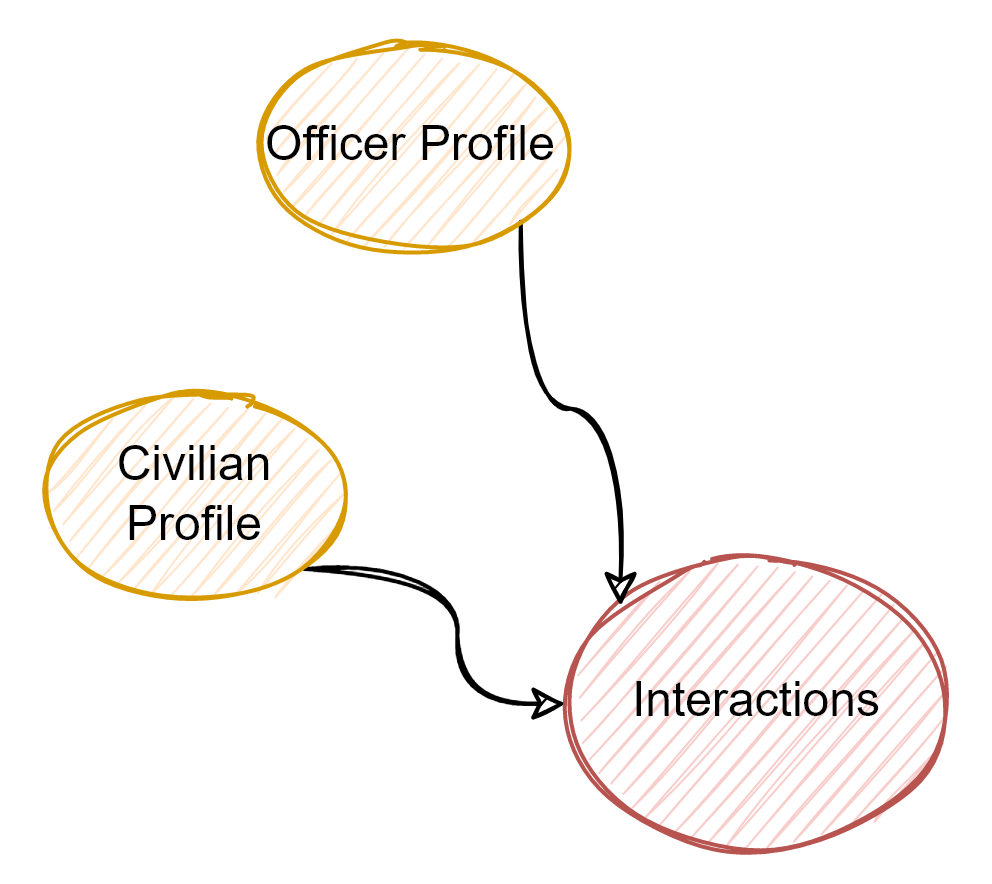 Officer Profile
Civilian
Profile
Interactions